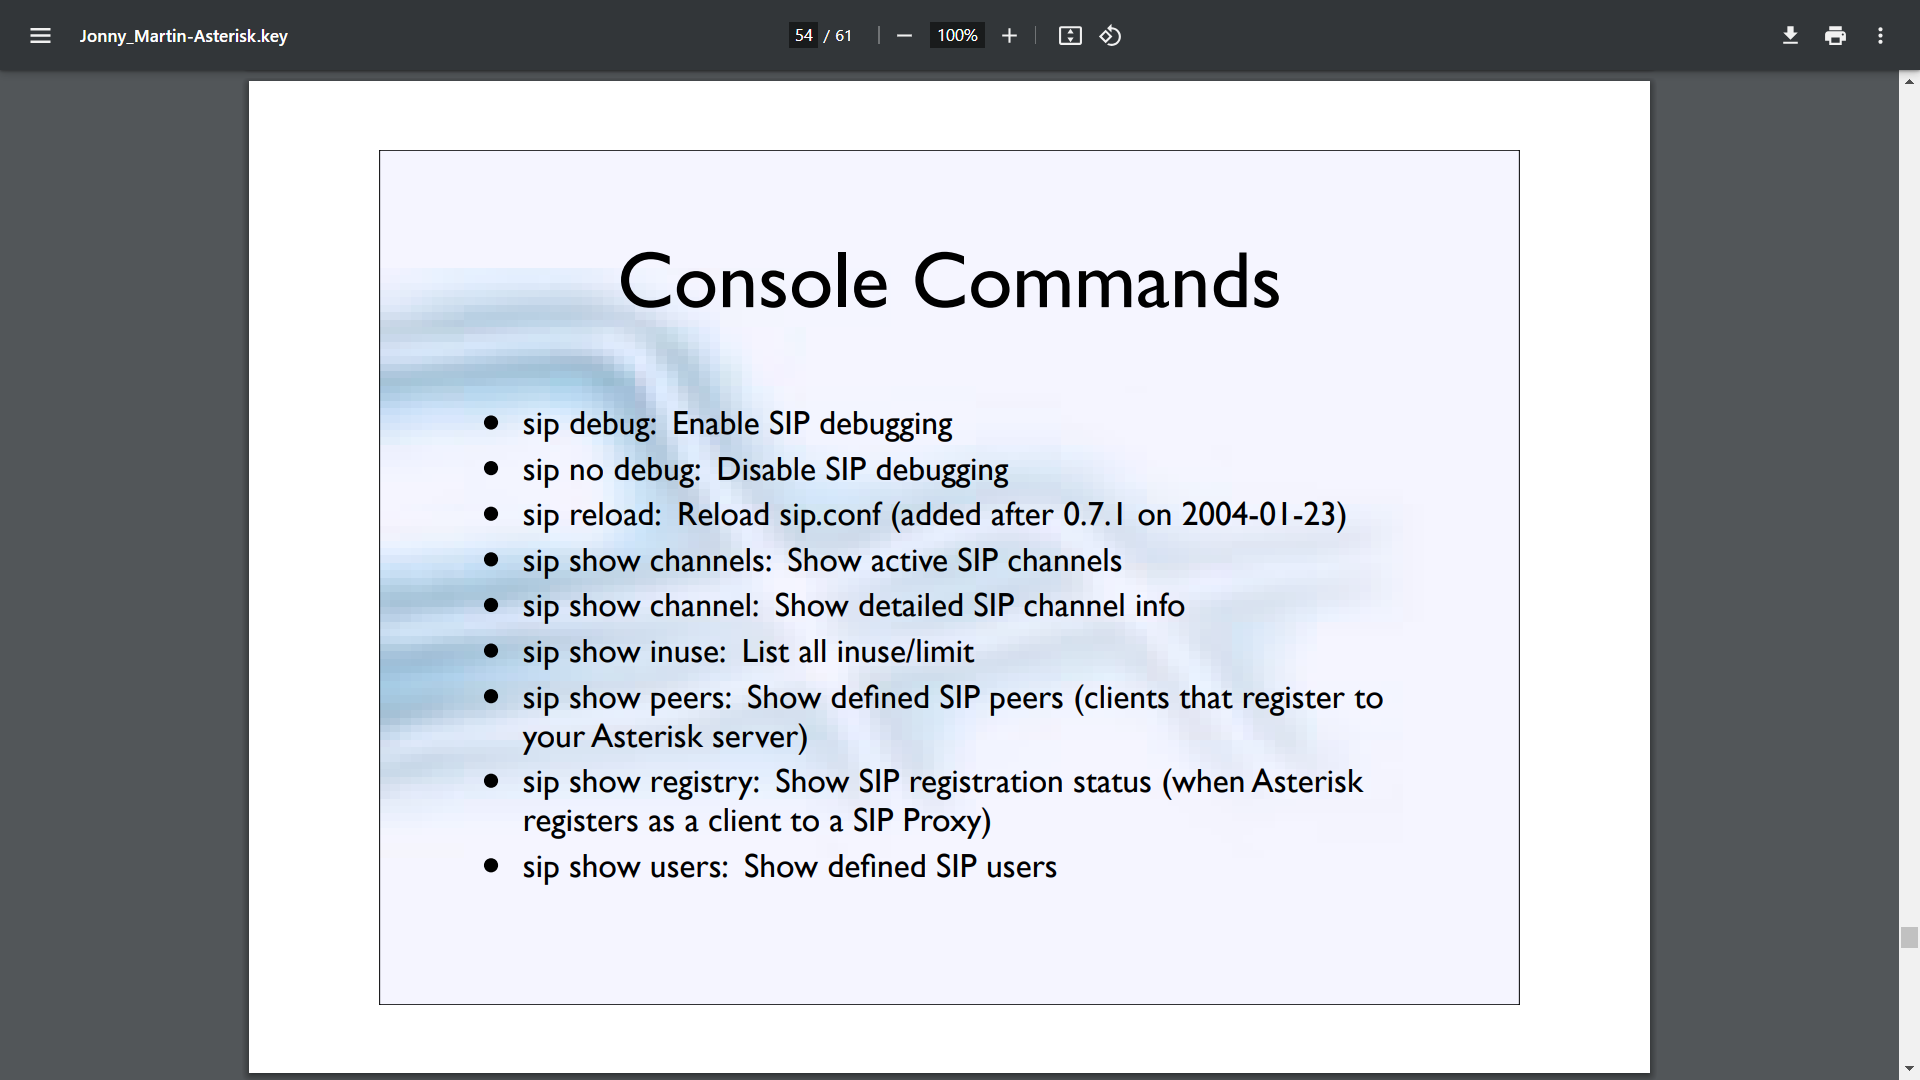 Jonny_Martin-Asterisk.key
54 / 61
100%
Console Commands
• sip debug: Enable SIP debugging
• sip no debug: Disable SIP debugging
• sip reload: Reload sip.conf (added after 0.7.1 on 2004-01-23)
• sip show channels: Show active SIP channels
• sip show channel: Show detailed SIP channel info
• sip show inuse: List all inuse/limit
• sip show peers: Show defined SIP peers (clients that register to
your Asterisk server)
• sip show registry: Show SIP registration status (when Asterisk
registers as a client to a SIP Proxy)
• sip show users: Show defined SIP users